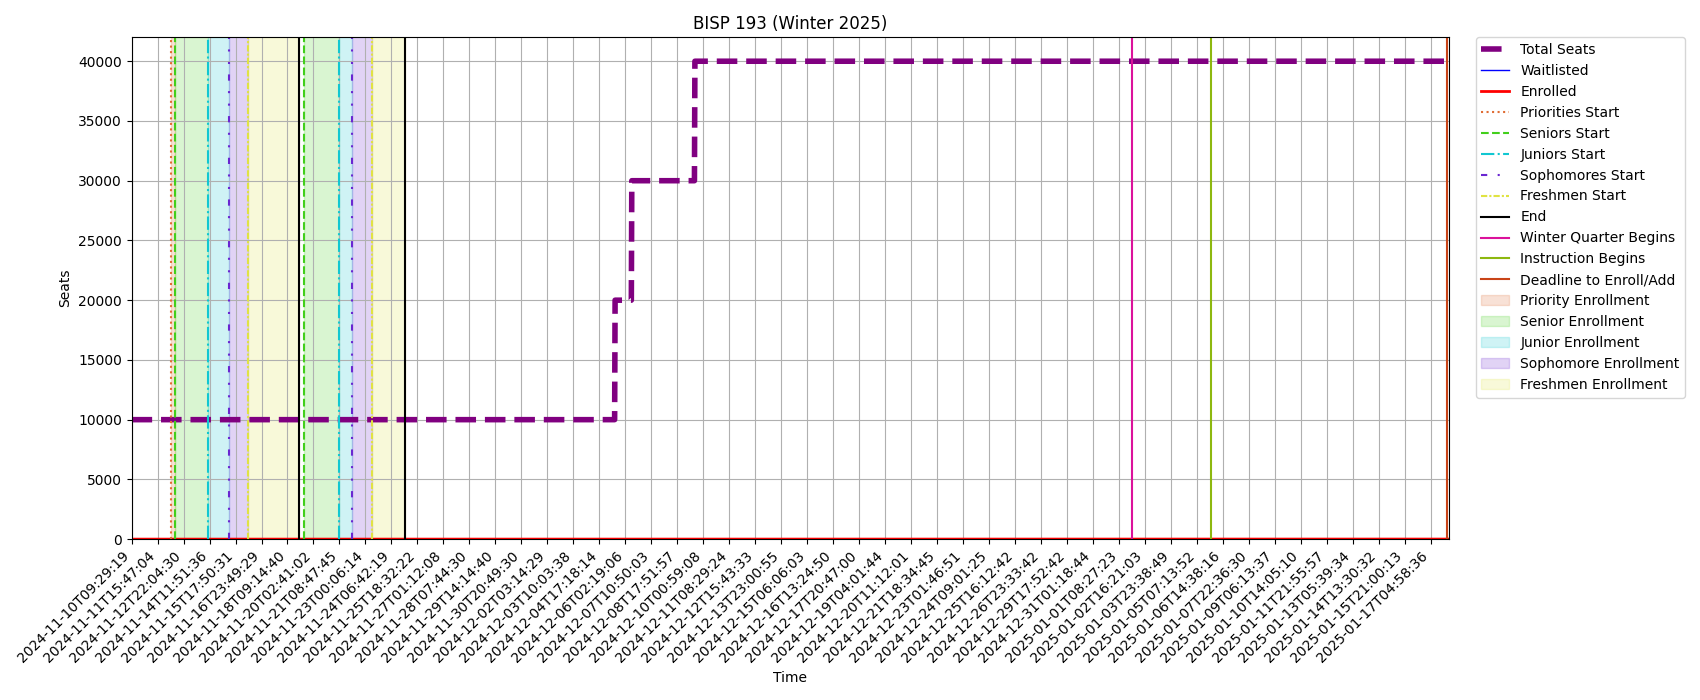 BISP 193 (Winter 2025)
Total Seats
Waitlisted
Enrolled
Priorities Start
Seniors Start
Juniors Start
Sophomores Start
Freshmen Start
End
Winter Quarter Begins
Instruction Begins
Deadline to Enroll/Add
Priority Enrollment
Senior Enrollment
Junior Enrollment
Sophomore Enrollment
Freshmen Enrollment
Seats
40000
35000
30000
25000
20000
15000
10000
5000
0
2024-11-10T09:29:19
2024-11-11T15:47:04
2024-11-12T22:04:30
2024-11-14T11:51:36
2024-11-15T17:50:31
2024-11-16T23:49:29
2024-11-18T09:14:40
2024-11-20T02:41:02
2024-11-21T08:47:45
2024-11-23T00:06:14
2024-11-24T06:42:19
2024-11-25T18:32:22
2024-11-27T01:12:08
2024-11-28T07:44:30
2024-11-29T14:14:40
2024-11-30T20:49:30
2024-12-02T03:14:29
2024-12-03T10:03:38
2024-12-04T17:18:14
2024-12-06T02:19:06
2024-12-07T10:50:03
2024-12-08T17:51:57
2024-12-10T00:59:08
2024-12-11T08:29:24
2024-12-12T15:43:33
2024-12-13T23:00:55
2024-12-15T06:06:03
2024-12-16T13:24:50
2024-12-17T20:47:00
2024-12-19T04:01:44
2024-12-20T11:12:01
2024-12-21T18:34:45
2024-12-23T01:46:51
2024-12-24T09:01:25
2024-12-25T16:12:42
2024-12-26T23:33:42
2024-12-29T17:52:42
2024-12-31T01:18:44
2025-01-01T08:27:23
2025-01-02T16:21:03
2025-01-03T23:38:49
2025-01-05T07:13:52
2025-01-06T14:38:16
2025-01-07T22:36:30
2025-01-09T06:13:37
2025-01-10T14:05:10
2025-01-11T21:55:57
2025-01-13T05:39:34
2025-01-14T13:30:32
2025-01-15T21:00:13
2025-01-17T04:58:36
Time